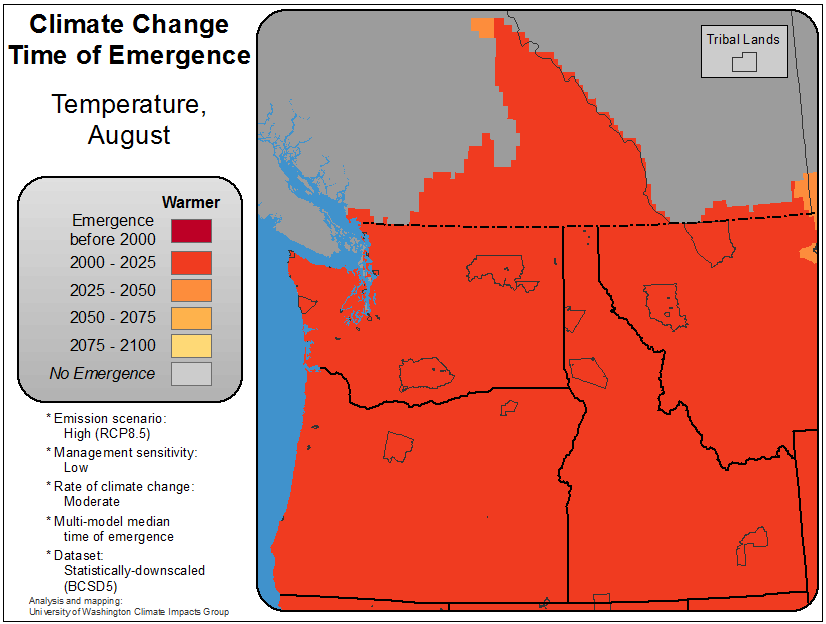 Climate Change
Time of Emergence
Temperature,
August
Warmer
Emergence
before 2000
2000 - 2025
2025 - 2050
2050 - 2075
2075 - 2100
No Emergence
* Emission scenario:
High (RCP8.5)
* Management sensitivity:
Low
* Rate of climate change:
Moderate
* Multi-model median
time of emergence
* Dataset:
Statistically-downscaled
(BCSD5)
Analysis and mapping:
University of Washington Climate Impacts Group
Tribal Lands